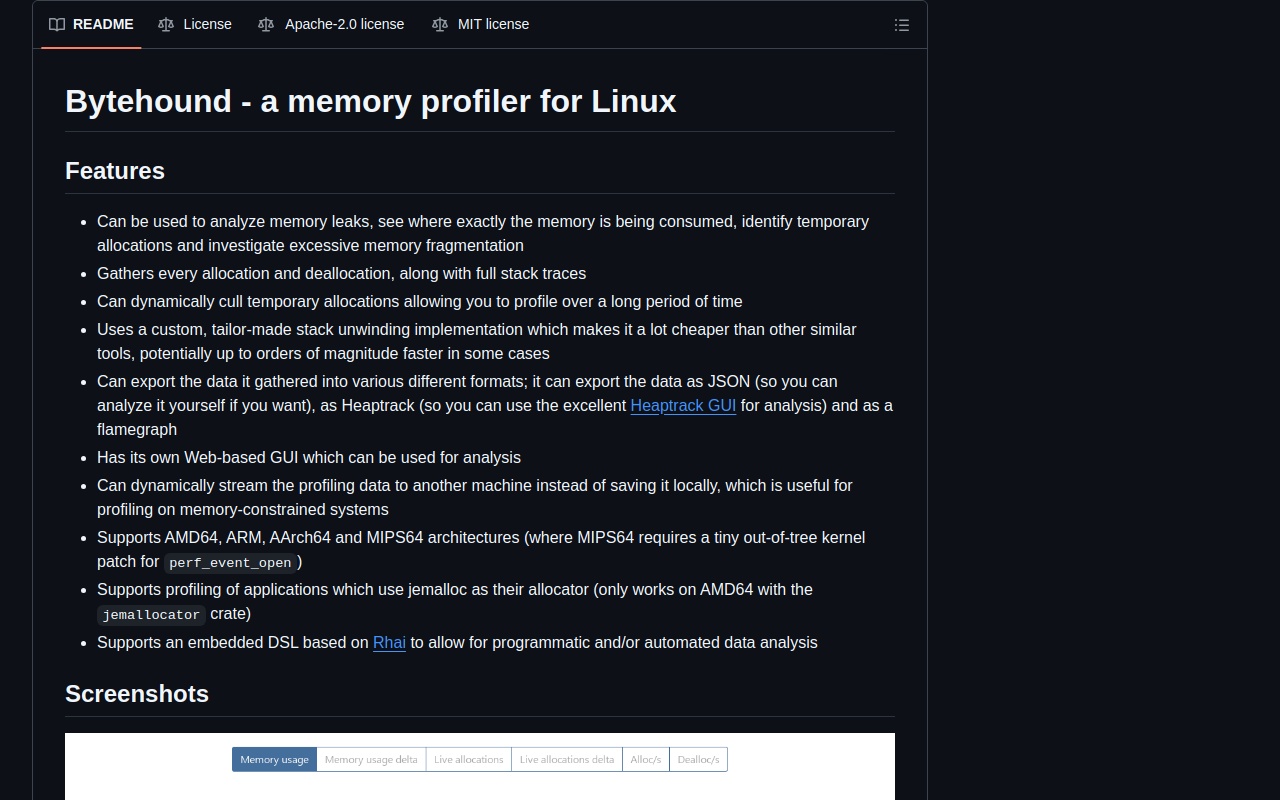 README License Apache-2.0 license MIT license
Bytehound - a memory profiler for Linux
Features
Can be used to analyze memory leaks, see where exactly the memory is being consumed, identify temporary
allocations and investigate excessive memory fragmentation
Gathers every allocation and deallocation, along with full stack traces
Can dynamically cull temporary allocations allowing you to profile over a long period of time
Uses a custom, tailor-made stack unwinding implementation which makes it a lot cheaper than other similar
tools, potentially up to orders of magnitude faster in some cases
Can export the data it gathered into various different formats; it can export the data as JSON (so you can
analyze it yourself if you want), as Heaptrack (so you can use the excellent Heaptrack GUI for analysis) and as a
flamegraph
Has its own Web-based GUI which can be used for analysis
Can dynamically stream the profiling data to another machine instead of saving it locally, which is useful for
profiling on memory-constrained systems
Supports AMD64, ARM, AArch64 and MIPS64 architectures (where MIPS64 requires a tiny out-of-tree kernel
patch for perf_event_open)
Supports profiling of applications which use jemalloc as their allocator (only works on AMD64 with the
jemallocator crate)
Supports an embedded DSL based on Rhai to allow for programmatic and/or automated data analysis
Screenshots
Memory usage Memory usage delta Live allocations Live allocations delta Alloc/s Dealloc/s